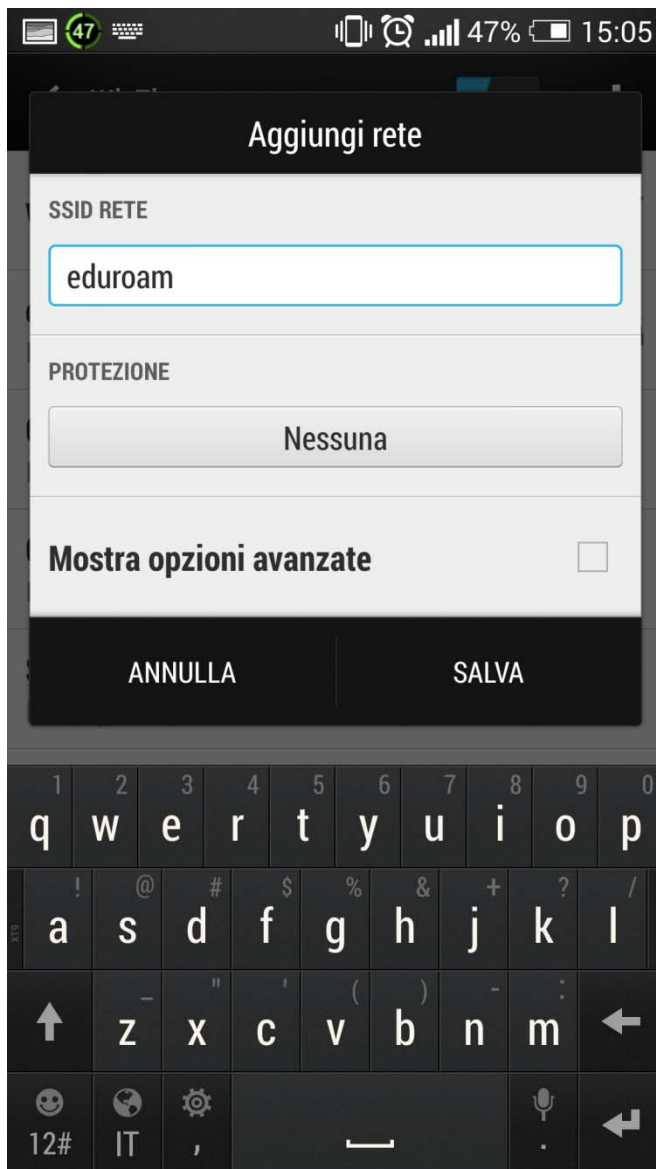 47 47% 15:05
Aggiungi rete
SSID RETE
eduroam
PROTEZIONE
Nessuna
Mostra opzioni avanzate
ANNULLA SALVA
1 2 3 4 5 6 7 8 9 0
q w e r t y u i o p
! @ # $ % & + ? /
a s d f g h j k l
_ " ' ( ) - :
z x c v b n m
12# IT , .